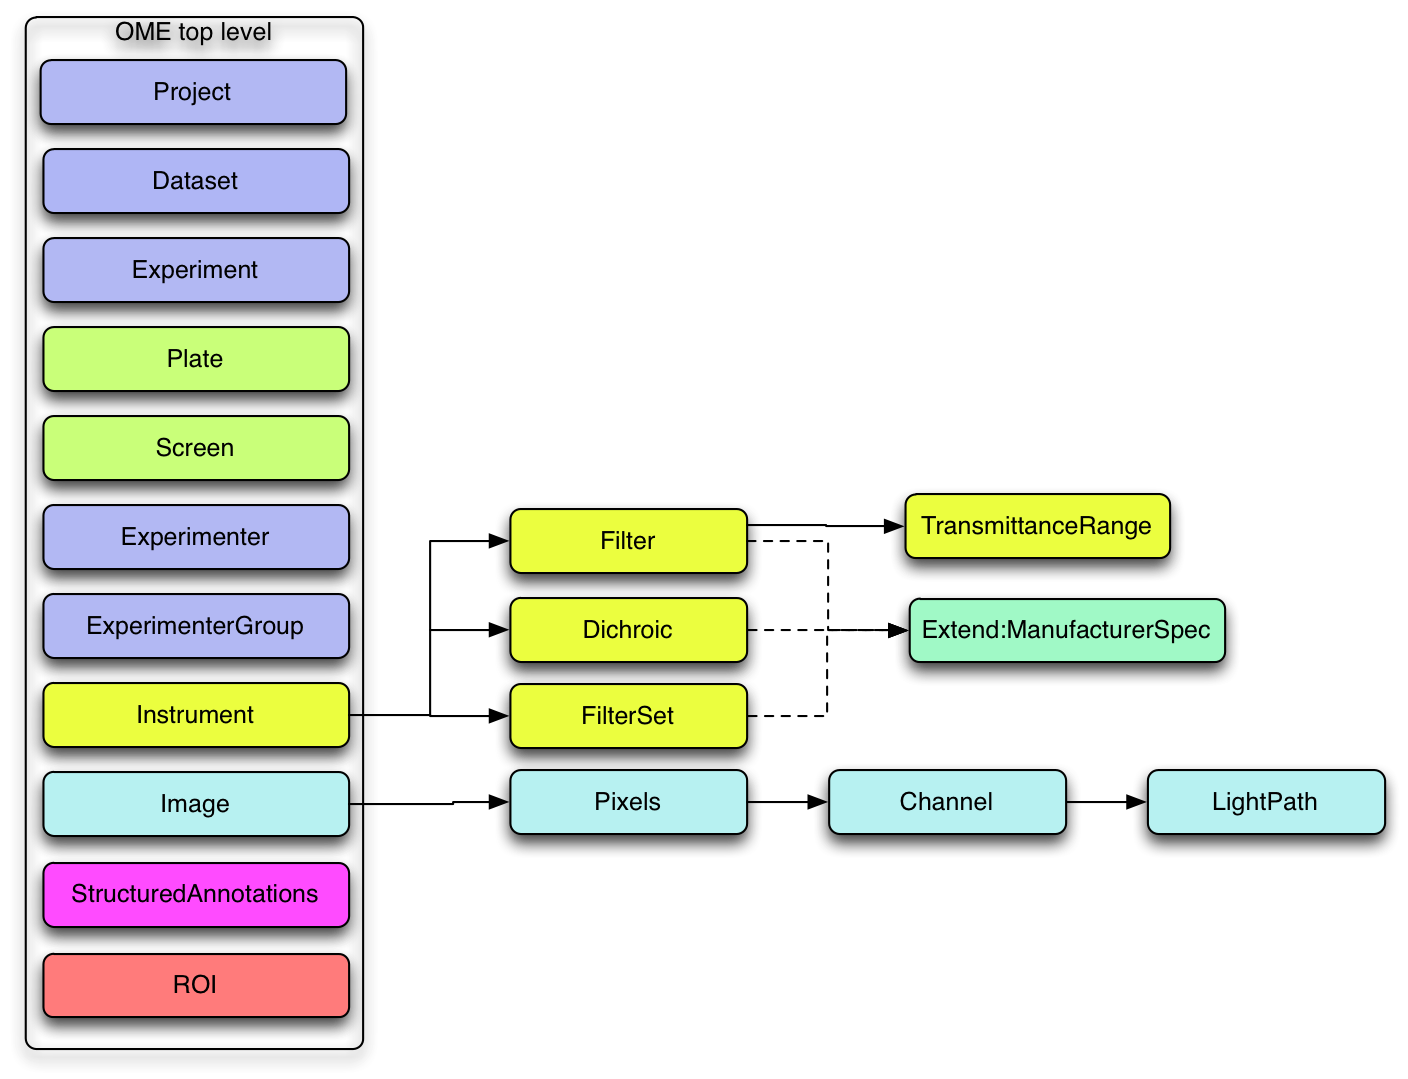 OME top level
Project
Dataset
Experiment
Plate
Screen
Experimenter
ExperimenterGroup
Instrument
Image
StructuredAnnotations
ROI
Filter
Dichroic
FilterSet
Pixels
TransmittanceRange
Extend:ManufacturerSpec
Channel
LightPath